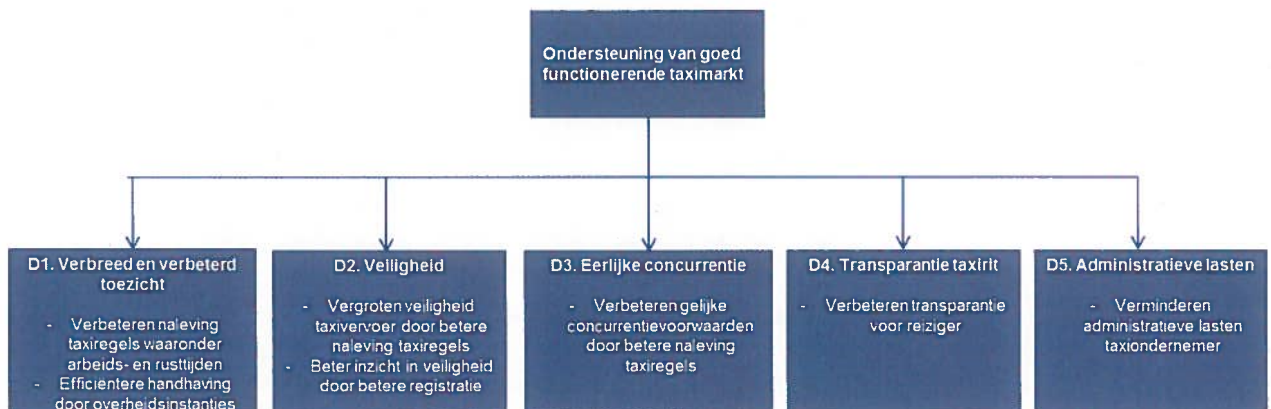 Ondersteuning van goed
functionerende taximarkt
D1. Verbreed en verbeterd
toezicht
- Verbeteren naleving
taxiregels waaronder
arbeids- en rusttijden
- Efficiëntere handhaving
door overheidsinstanties
D2. Veiligheid
- Vergroten veiligheid
taxivervoer door betere
naleving taxiregels
- Beter inzicht in veiligheid
door betere registratie
D3. Eerlijke concurrentie
- Verbeteren gelijke
concurrentievoorwaarden
door betere naleving
taxiregels
D4. Transparantie taxirit
- Verbeteren transparantie
voor reiziger
D5. Administratieve lasten
- Verminderen
administratieve lasten
taxiondernemer